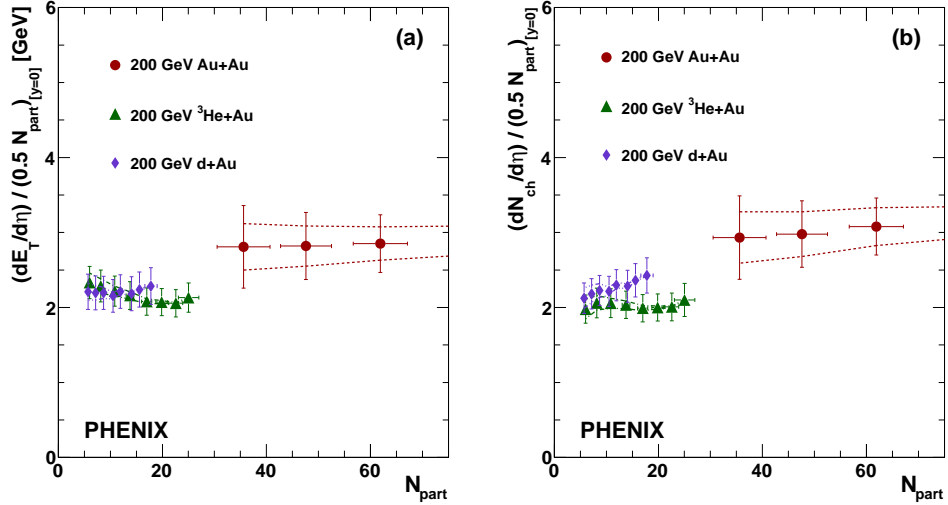 (dE_T/dη) / (0.5 N_part)_[y=0] [GeV]
6
4
2
0
(a)
200 GeV Au+Au
200 GeV ³He+Au
200 GeV d+Au
PHENIX
0 20 40 60
N_part
(dN_ch/dη) / (0.5 N_part)_[y=0]
6
4
2
0
(b)
200 GeV Au+Au
200 GeV ³He+Au
200 GeV d+Au
PHENIX
0 20 40 60
N_part